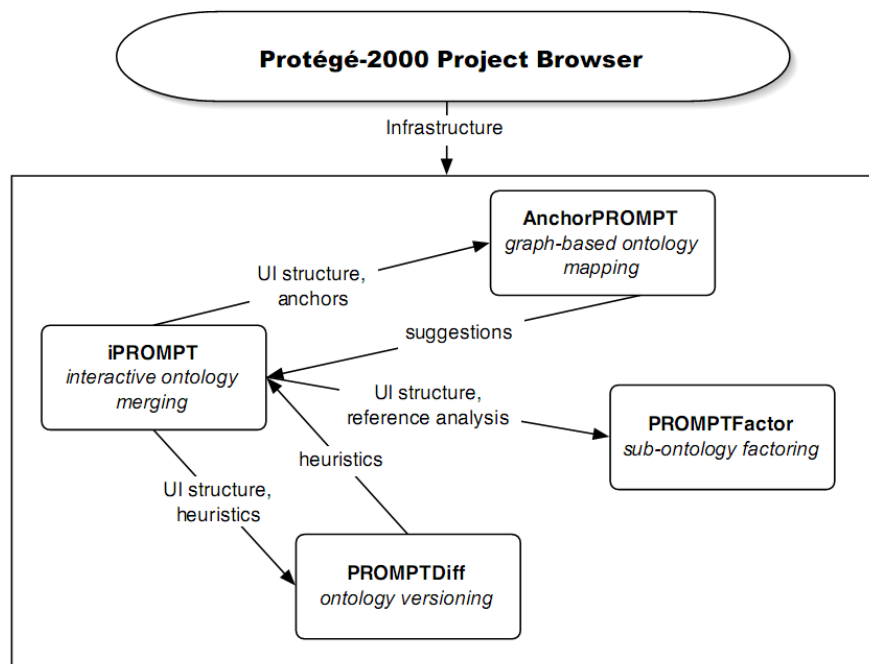 Protégé-2000 Project Browser
Infrastructure
AnchorPROMPT
graph-based ontology
mapping
UI structure,
anchors
suggestions
iPROMPT
interactive ontology
merging
UI structure,
reference analysis
PROMPTFactor
sub-ontology factoring
heuristics
UI structure,
heuristics
PROMPTDiff
ontology versioning